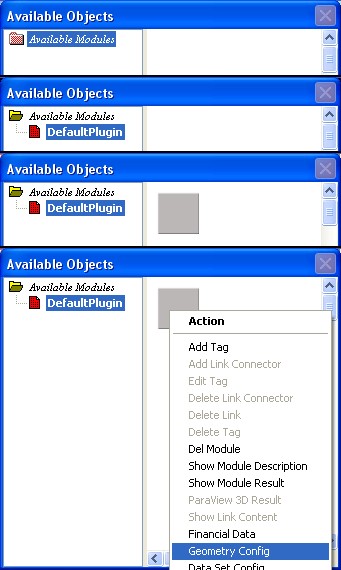 Available Objects
Available Modules
Available Objects
Available Modules
DefaultPlugin
Available Objects
Available Modules
DefaultPlugin
Available Objects
Available Modules
DefaultPlugin
Action
Add Tag
Add Link Connector
Edit Tag
Delete Link Connector
Delete Link
Delete Tag
Del Module
Show Module Description
Show Module Result
ParaView 3D Result
Show Link Content
Financial Data
Geometry Config
Data Set Config